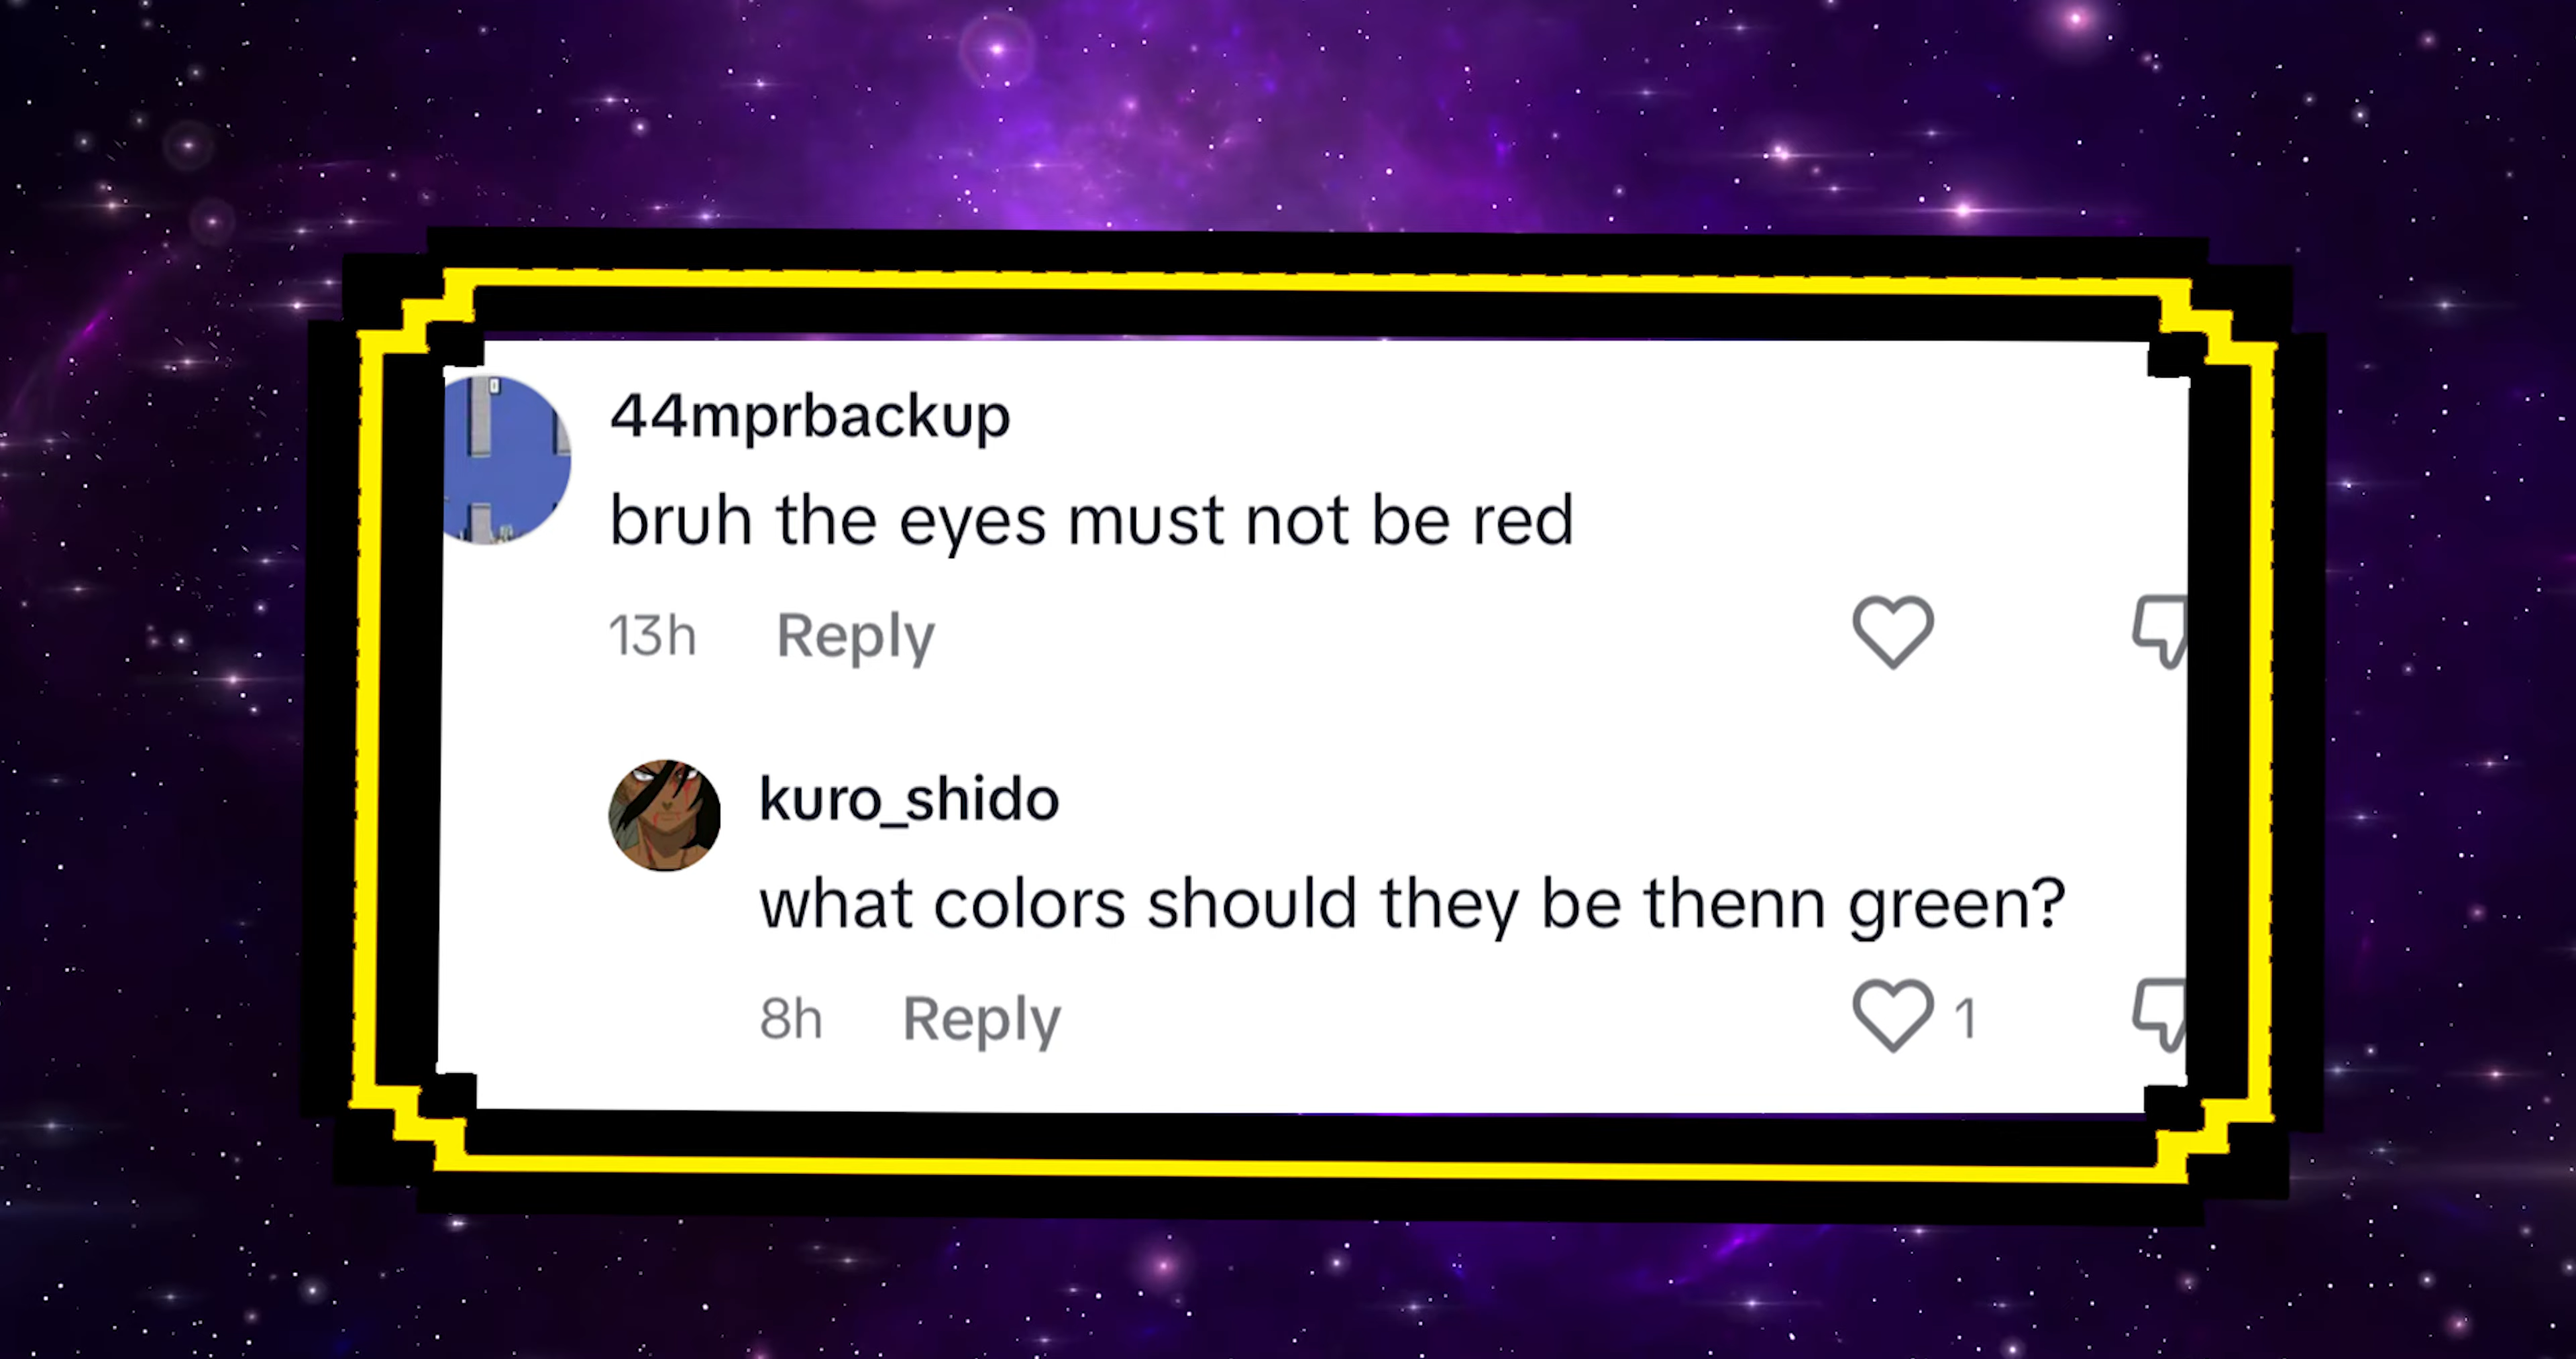 44mprbackup
bruh the eyes must not be red
13h Reply
kuro_shido
what colors should they be thenn green?
8h Reply 1